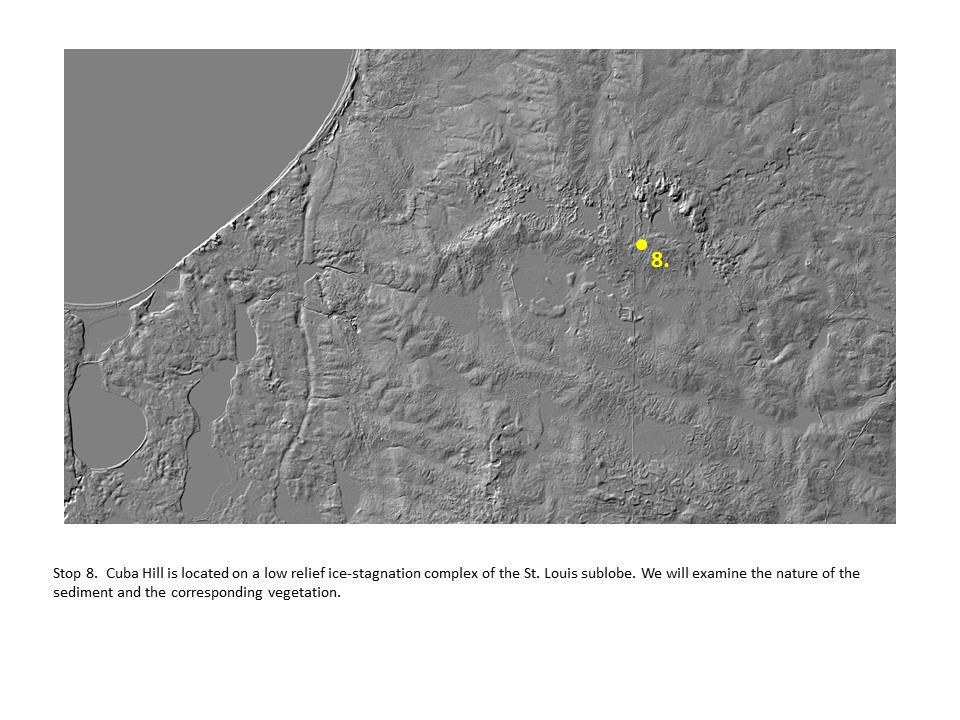 8.
Stop 8.  Cuba Hill is located on a low relief ice-stagnation complex of the St. Louis sublobe. We will examine the nature of the
sediment and the corresponding vegetation.